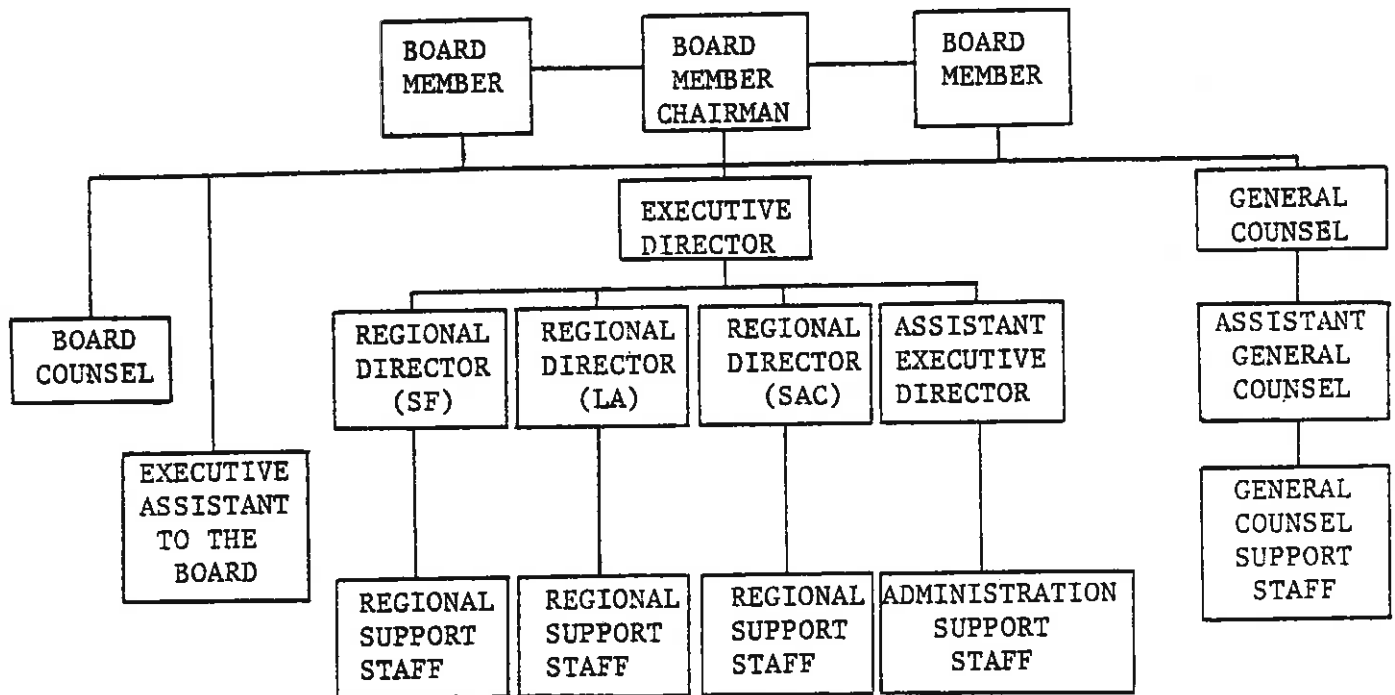 BOARD
MEMBER
BOARD
MEMBER
CHAIRMAN
BOARD
MEMBER
EXECUTIVE
DIRECTOR
GENERAL
COUNSEL
BOARD
COUNSEL
REGIONAL
DIRECTOR
(SF)
REGIONAL
DIRECTOR
(LA)
REGIONAL
DIRECTOR
(SAC)
ASSISTANT
EXECUTIVE
DIRECTOR
ASSISTANT
GENERAL
COUNSEL
EXECUTIVE
ASSISTANT
TO THE
BOARD
GENERAL
COUNSEL
SUPPORT
STAFF
REGIONAL
SUPPORT
STAFF
REGIONAL
SUPPORT
STAFF
REGIONAL
SUPPORT
STAFF
ADMINISTRATION
SUPPORT
STAFF